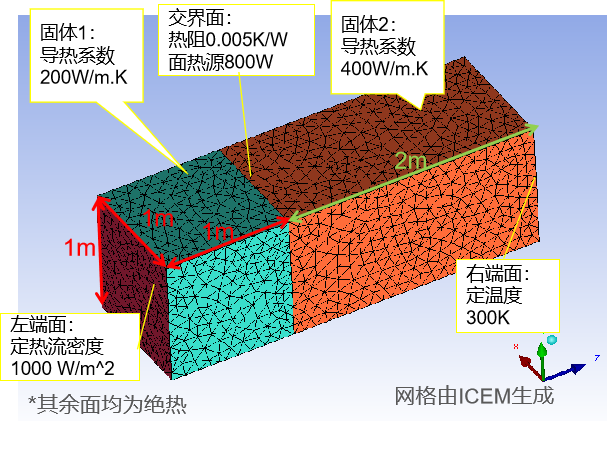 固体1：
导热系数
200W/m.K
交界面：
热阻0.005K/W
面热源800W
固体2：
导热系数
400W/m.K
2m
1m
1m
1m
左端面：
定热流密度
1000 W/m^2
右端面：
定温度
300K
X
Y
Z
*其余面均为绝热
网格由ICEM生成